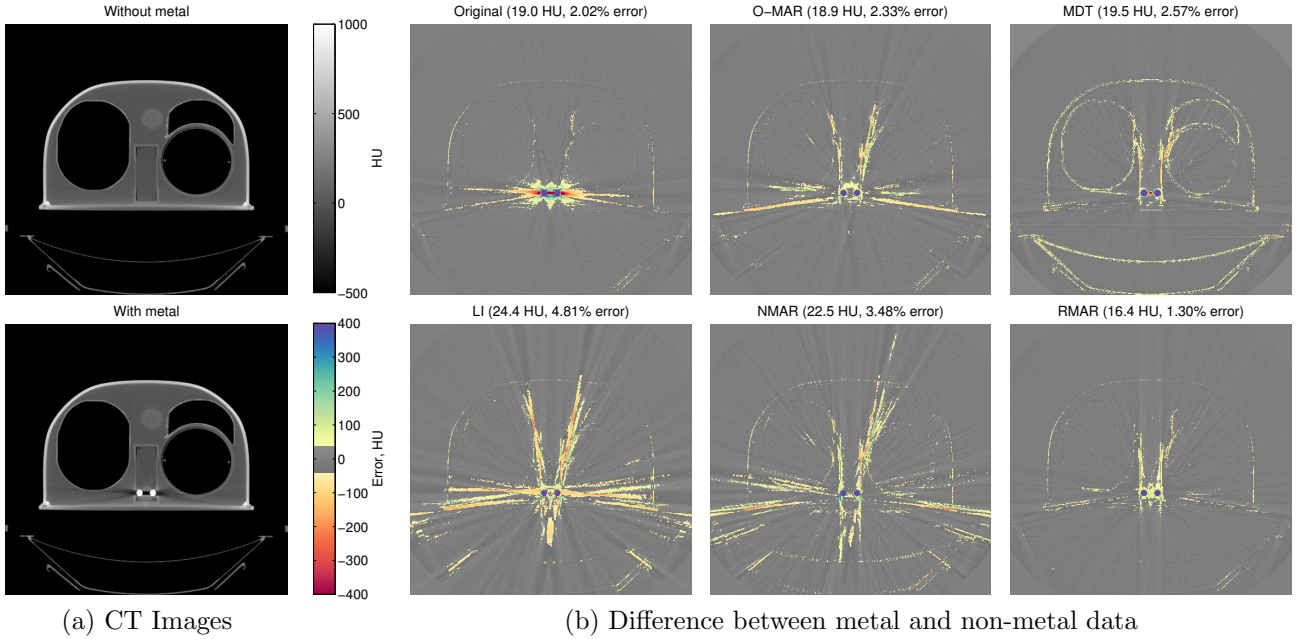 Without metal
1000
500
0
−500
HU
With metal
400
300
200
100
0
−100
−200
−300
−400
Error, HU
(a) CT Images
Original (19.0 HU, 2.02% error)
O−MAR (18.9 HU, 2.33% error)
MDT (19.5 HU, 2.57% error)
LI (24.4 HU, 4.81% error)
NMAR (22.5 HU, 3.48% error)
RMAR (16.4 HU, 1.30% error)
(b) Difference between metal and non-metal data